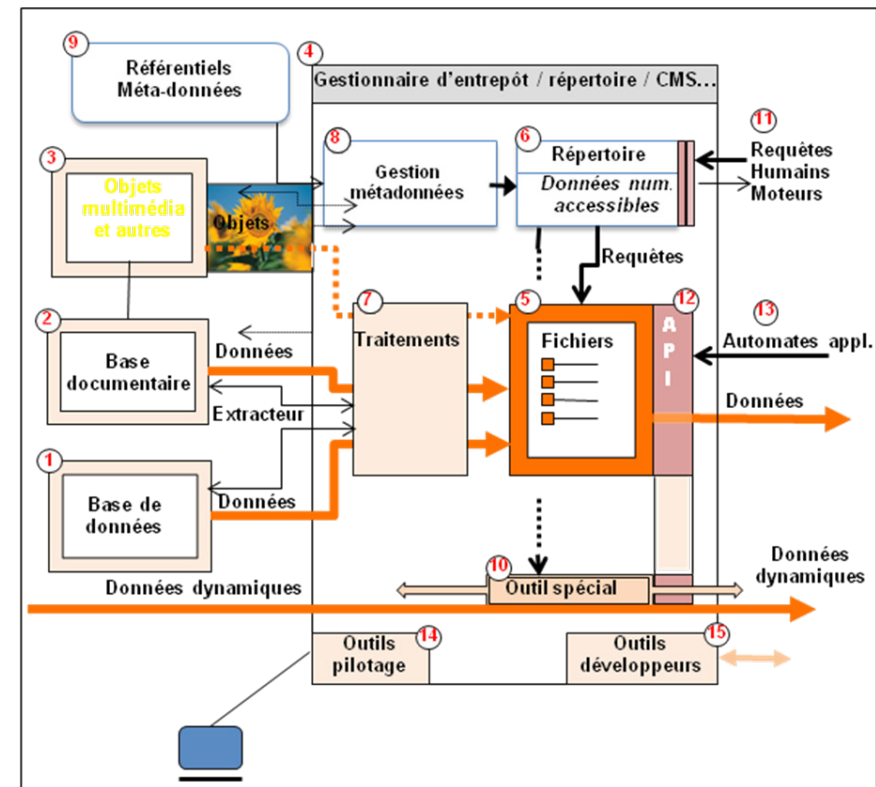 9
Référentiels
Méta-données
4
Gestionnaire d'entrepôt / répertoire / CMS...
3
Objets
multimédia
et autres
Objets
8
Gestion
métadonnées
6
Répertoire
Données num.
accessibles
11
Requêtes
Humains
Moteurs
Requêtes
2
Base
documentaire
Données
Extracteur
7
Traitements
5
Fichiers
12
API
13
Automates appl.
Données
1
Base de
données
Données
Données dynamiques
10
Outil spécial
Données
dynamiques
Outils
pilotage
14
Outils
développeurs
15